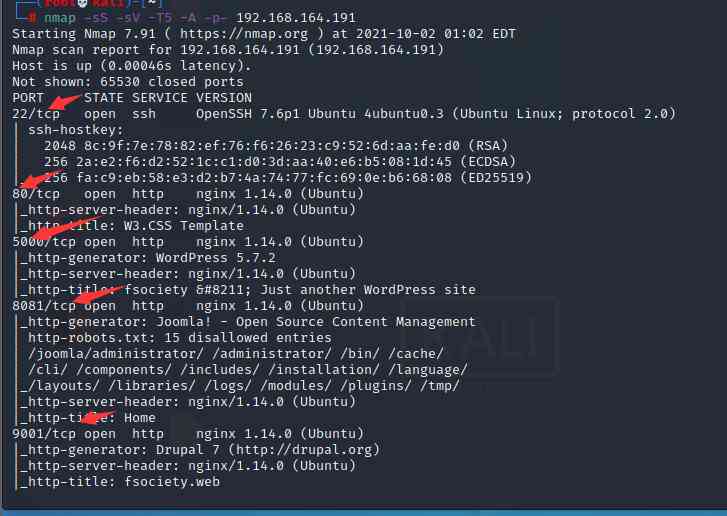 (root💀kali)-[~]
# nmap -sS -sV -T5 -A -p- 192.168.164.191
Starting Nmap 7.91 ( https://nmap.org ) at 2021-10-02 01:02 EDT
Nmap scan report for 192.168.164.191 (192.168.164.191)
Host is up (0.00046s latency).
Not shown: 65530 closed ports
PORT     STATE SERVICE VERSION
22/tcp   open  ssh     OpenSSH 7.6p1 Ubuntu 4ubuntu0.3 (Ubuntu Linux; protocol 2.0)
| ssh-hostkey:
|   2048 8c:9f:7e:78:82:ef:76:f6:26:23:c9:52:6d:aa:fe:d0 (RSA)
|   256 2a:e2:f6:d2:52:1c:c1:d0:3d:aa:40:e6:b5:08:1d:45 (ECDSA)
|_  256 fa:c9:eb:58:e3:d2:b7:4a:74:77:fc:69:0e:b6:68:08 (ED25519)
80/tcp   open  http    nginx 1.14.0 (Ubuntu)
|_http-server-header: nginx/1.14.0 (Ubuntu)
|_http-title: W3.CSS Template
5000/tcp open  http    nginx 1.14.0 (Ubuntu)
|_http-generator: WordPress 5.7.2
|_http-server-header: nginx/1.14.0 (Ubuntu)
|_http-title: fsociety &#8211; Just another WordPress site
8081/tcp open  http    nginx 1.14.0 (Ubuntu)
|_http-generator: Joomla! - Open Source Content Management
| http-robots.txt: 15 disallowed entries
| /joomla/administrator/ /administrator/ /bin/ /cache/
| /cli/ /components/ /includes/ /installation/ /language/
|_/layouts/ /libraries/ /logs/ /modules/ /plugins/ /tmp/
|_http-server-header: nginx/1.14.0 (Ubuntu)
|_http-title: Home
9001/tcp open  http    nginx 1.14.0 (Ubuntu)
|_http-generator: Drupal 7 (http://drupal.org)
|_http-server-header: nginx/1.14.0 (Ubuntu)
|_http-title: fsociety.web
KALI